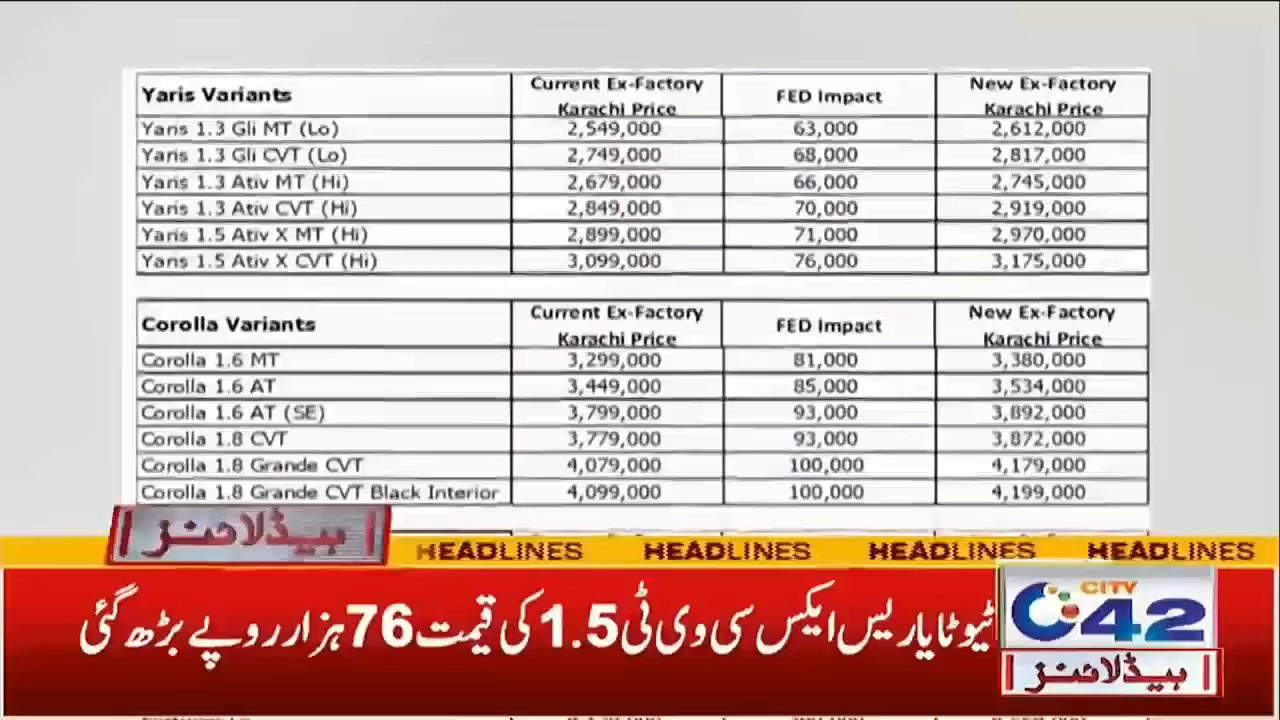 Yaris Variants Current Ex-Factory Karachi Price FED Impact New Ex-Factory Karachi Price
Yaris 1.3 Gli MT (Lo) 2,549,000 63,000 2,612,000
Yaris 1.3 Gli CVT (Lo) 2,749,000 68,000 2,817,000
Yaris 1.3 Ativ MT (Hi) 2,679,000 66,000 2,745,000
Yaris 1.3 Ativ CVT (Hi) 2,849,000 70,000 2,919,000
Yaris 1.5 Ativ X MT (Hi) 2,899,000 71,000 2,970,000
Yaris 1.5 Ativ X CVT (Hi) 3,099,000 76,000 3,175,000
Corolla Variants Current Ex-Factory Karachi Price FED Impact New Ex-Factory Karachi Price
Corolla 1.6 MT 3,299,000 81,000 3,380,000
Corolla 1.6 AT 3,449,000 85,000 3,534,000
Corolla 1.6 AT (SE) 3,799,000 93,000 3,892,000
Corolla 1.8 CVT 3,779,000 93,000 3,872,000
Corolla 1.8 Grande CVT 4,079,000 100,000 4,179,000
Corolla 1.8 Grande CVT Black Interior 4,099,000 100,000 4,199,000
ہیڈلائنز
HEADLINES HEADLINES HEADLINES HEADLINES
ٹیوٹا یارلیس ایکس سی وی ٹی 1.5 کی قیمت 76 ہزار روپے بڑھ گئی
CITY
42
ہیڈلائنز